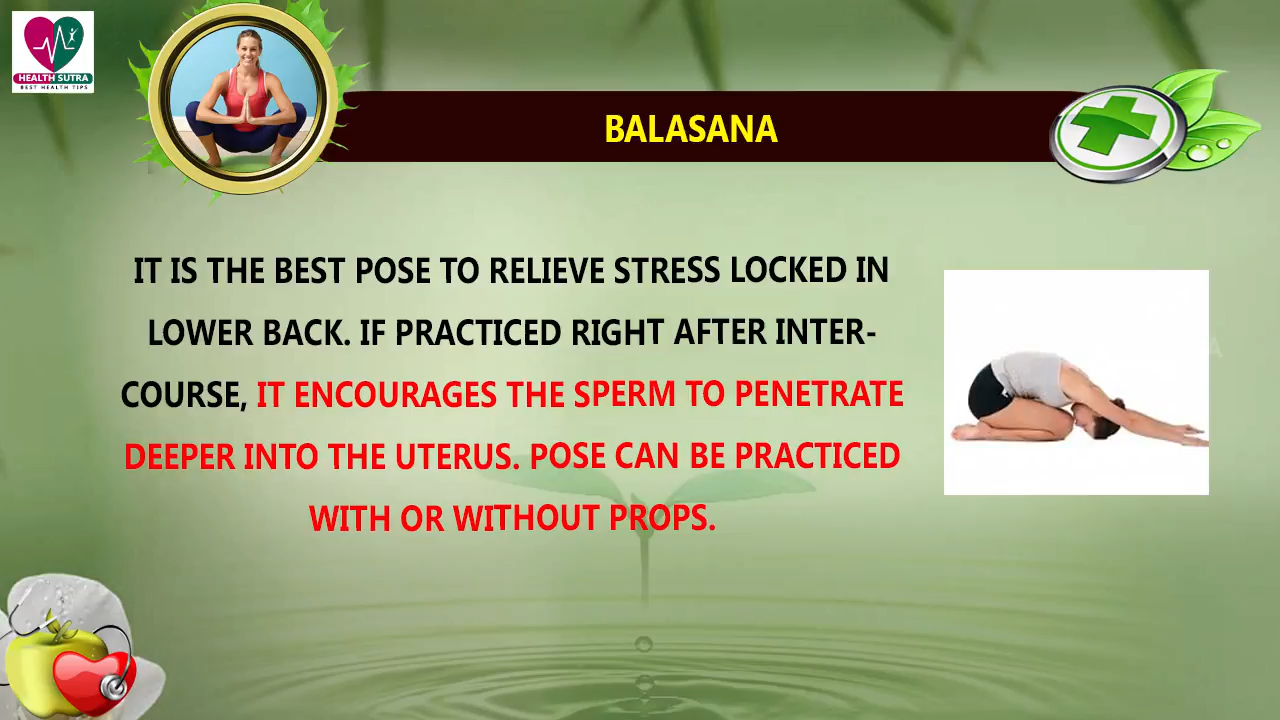 HEALTH SUTRA
BEST HEALTH TIPS
BALASANA
IT IS THE BEST POSE TO RELIEVE STRESS LOCKED IN
LOWER BACK. IF PRACTICED RIGHT AFTER INTER-
COURSE, IT ENCOURAGES THE SPERM TO PENETRATE
DEEPER INTO THE UTERUS. POSE CAN BE PRACTICED
WITH OR WITHOUT PROPS.